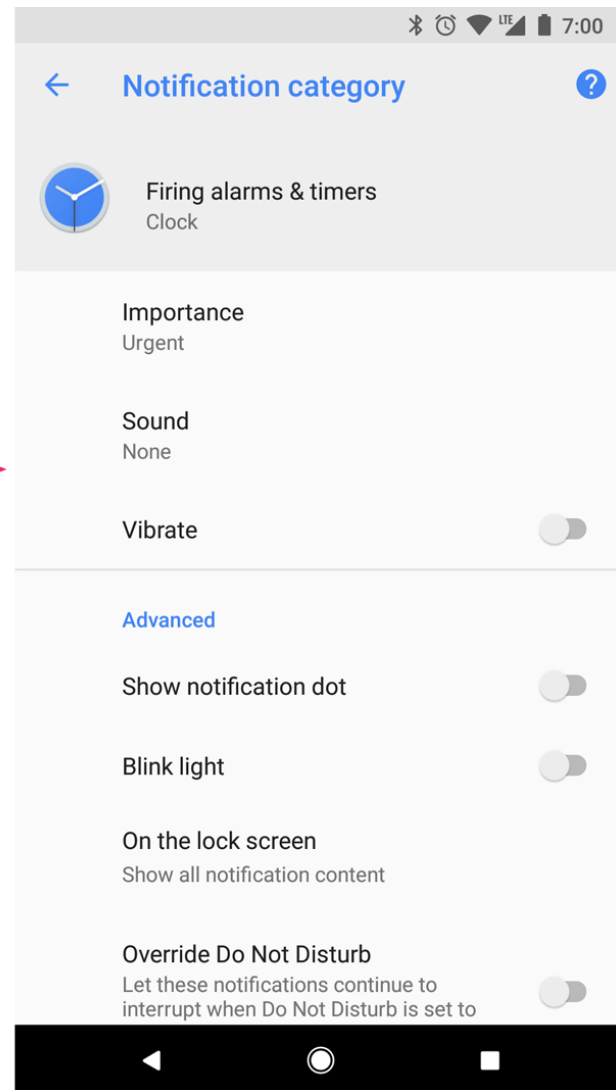 LTE 7:00
Notification category ?
Firing alarms & timers
Clock
Importance
Urgent
Sound
None
Vibrate
Advanced
Show notification dot
Blink light
On the lock screen
Show all notification content
Override Do Not Disturb
Let these notifications continue to
interrupt when Do Not Disturb is set to